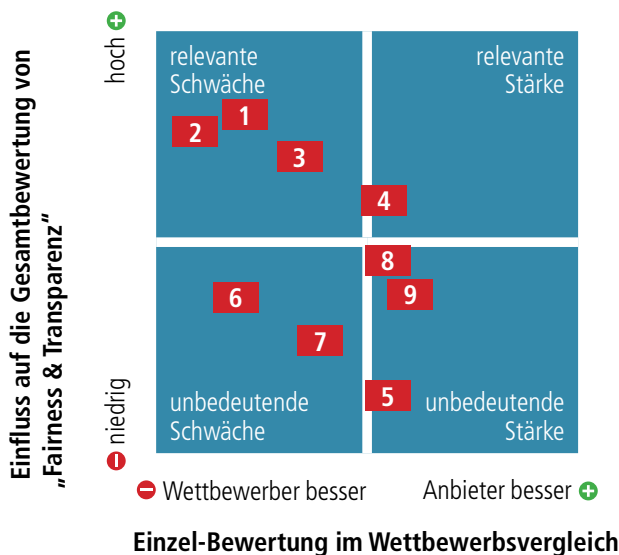 Einfluss auf die Gesamtbewertung von
„Fairness & Transparenz”
hoch
niedrig
relevante
Schwäche
relevante
Stärke
1
2
3
4
8
9
6
7
5
unbedeutende
Schwäche
unbedeutende
Stärke
Wettbewerber besser
Anbieter besser
Einzel-Bewertung im Wettbewerbsvergleich